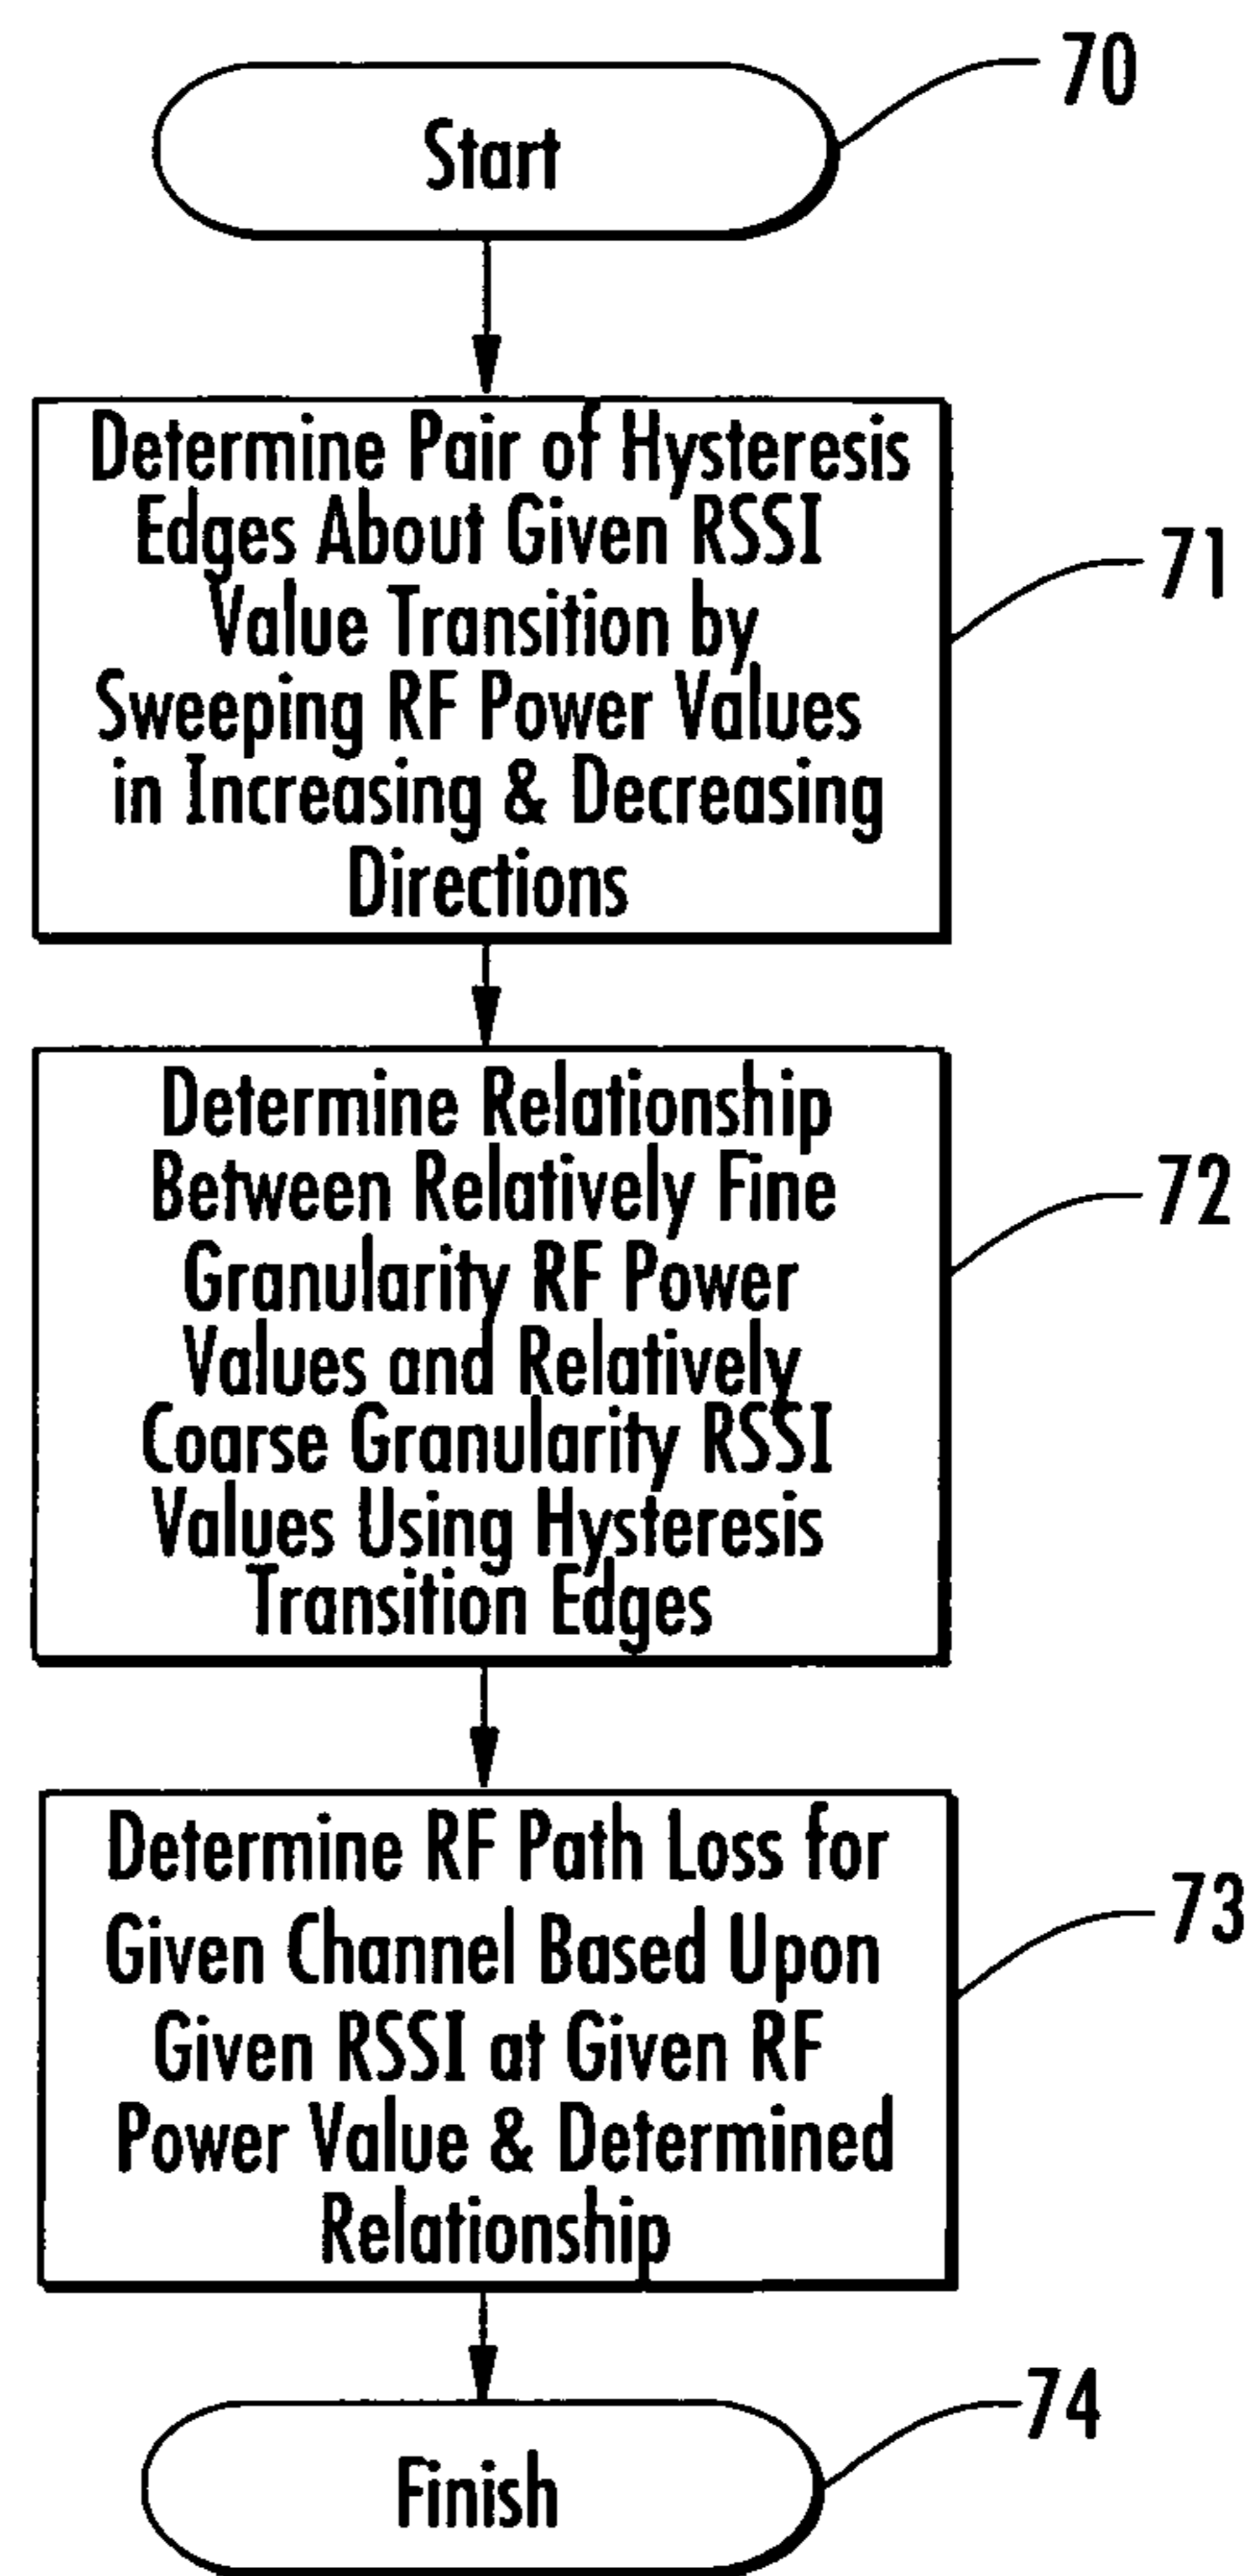 70
Start
Determine Pair of Hysteresis
Edges About Given RSSI
Value Transition by
Sweeping RF Power Values
in Increasing & Decreasing
Directions
71
Determine Relationship
Between Relatively Fine
Granularity RF Power
Values and Relatively
Coarse Granularity RSSI
Values Using Hysteresis
Transition Edges
72
Determine RF Path Loss for
Given Channel Based Upon
Given RSSI at Given RF
Power Value & Determined
Relationship
73
Finish
74